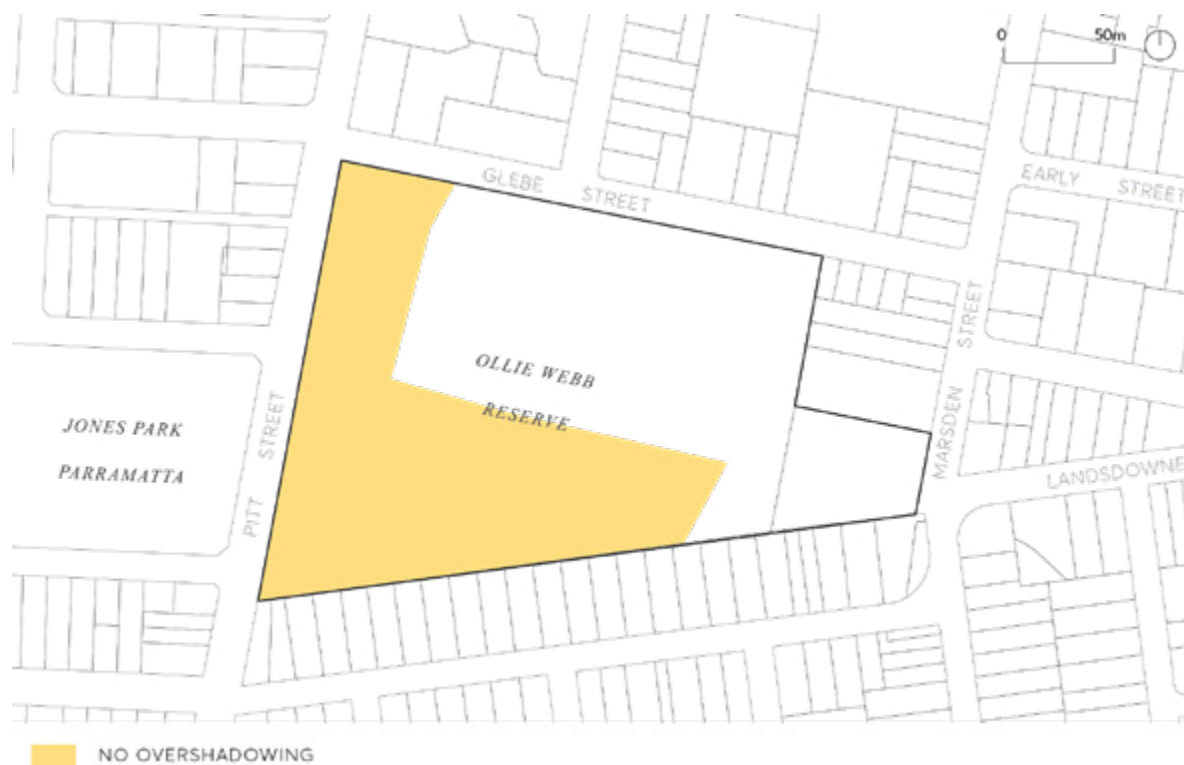 0 50m
GLEBE STREET
EARLY STREET
OLLIE WEBB
RESERVE
JONES PARK
PARRAMATTA
PITT STREET
MARSDEN STREET
LANDSDOWNE
NO OVERSHADOWING